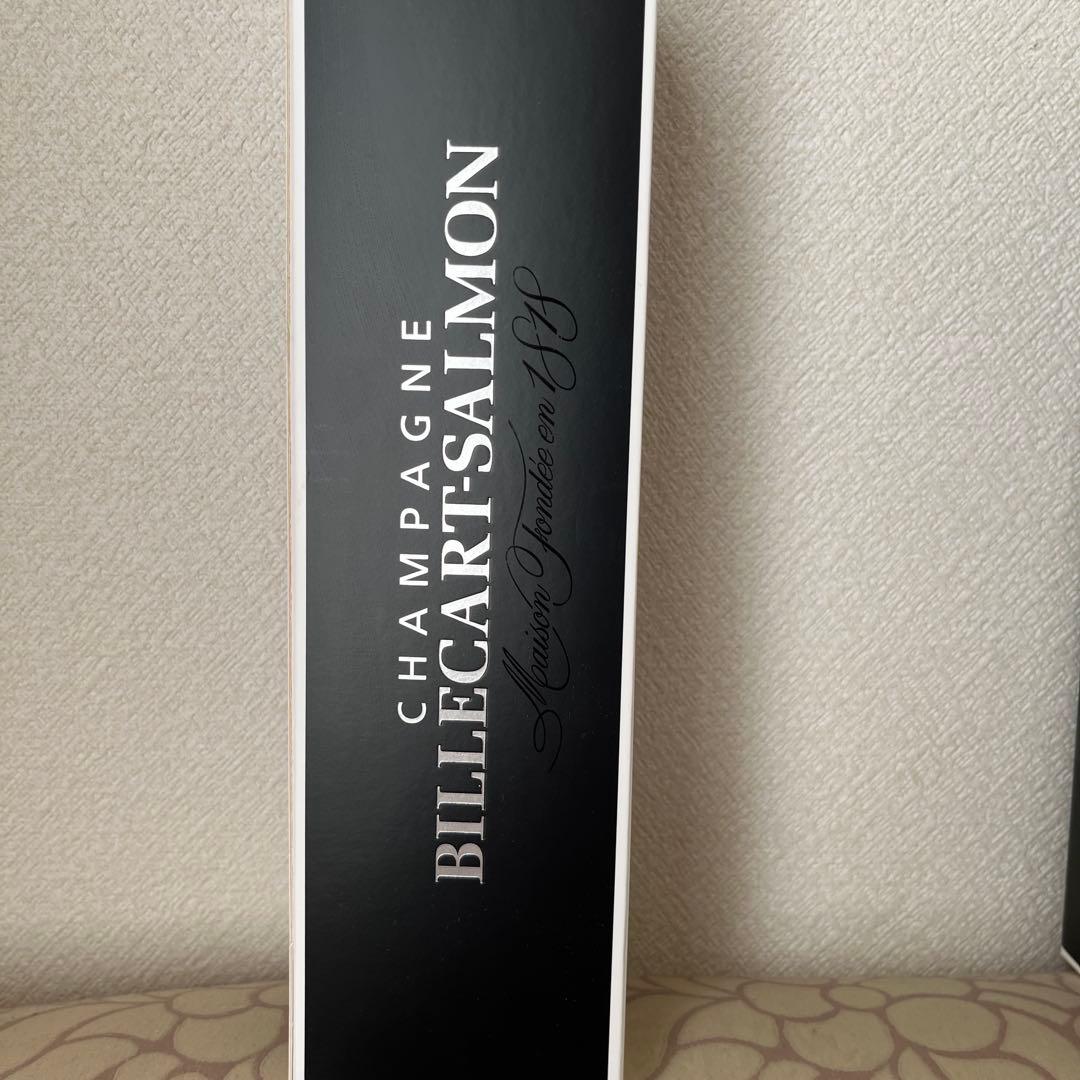 CHAMPAGNE
BILLECART-SALMON
Maison Fondée en 1818